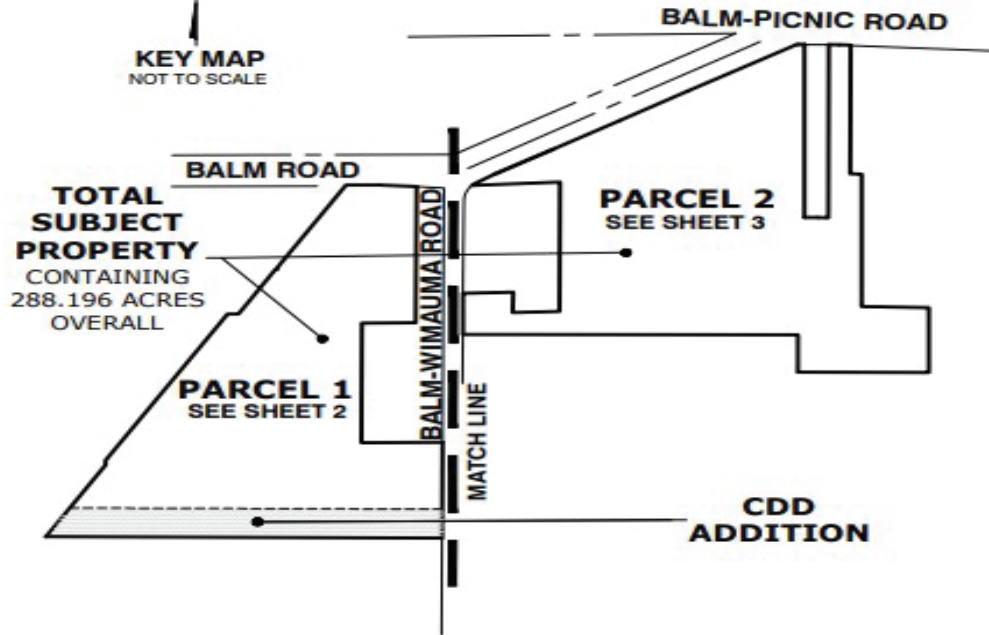 BALM-PICNIC ROAD
KEY MAP
NOT TO SCALE
BALM ROAD
TOTAL
SUBJECT
PROPERTY
CONTAINING
288.196 ACRES
OVERALL
PARCEL 2
SEE SHEET 3
BALM-WIMAUMA ROAD
PARCEL 1
SEE SHEET 2
MATCH LINE
CDD
ADDITION